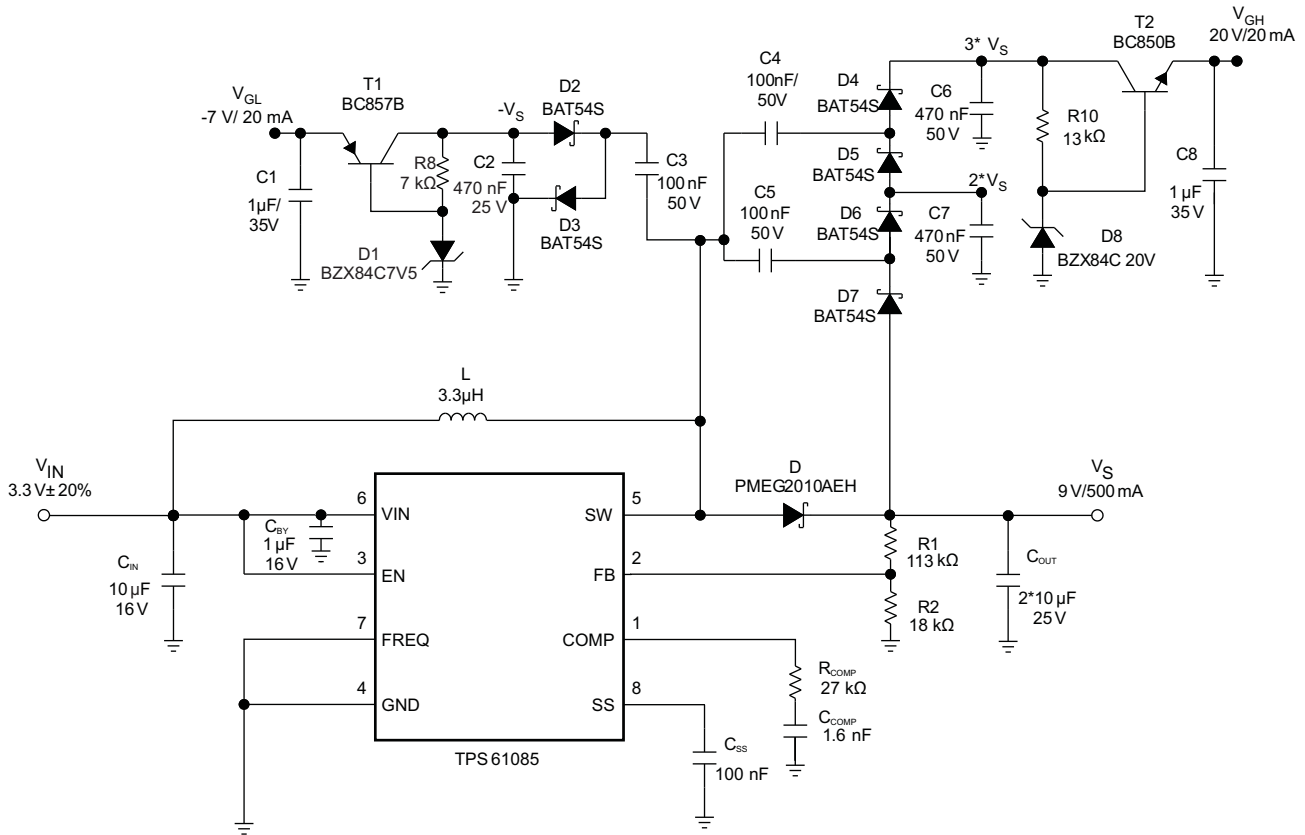 T2
BC850B
V_GH
20 V/20 mA
3* V_S
C4
100nF/
50V
D4
BAT54S
C6
470 nF
50 V
R10
13 kΩ
C8
1 µF
35 V
T1
BC857B
V_GL
-7 V/ 20 mA
-V_S
D2
BAT54S
C1
1µF/
35V
R8
7 kΩ
C2
470 nF
25 V
C3
100 nF
50 V
D3
BAT54S
D5
BAT54S
2*V_S
C5
100nF
50V
D6
BAT54S
C7
470 nF
50 V
D8
BZX84C 20V
D1
BZX84C7V5
D7
BAT54S
L
3.3µH
V_IN
3.3 V± 20%
D
PMEG2010AEH
V_S
9 V/500 mA
6
VIN
5
SW
C_BY
1 µF
16 V
R1
113 kΩ
C_IN
10 µF
16 V
3
EN
2
FB
C_OUT
2*10 µF
25 V
R2
18 kΩ
7
FREQ
1
COMP
R_COMP
27 kΩ
4
GND
8
SS
C_COMP
1.6 nF
C_SS
100 nF
TPS 61085